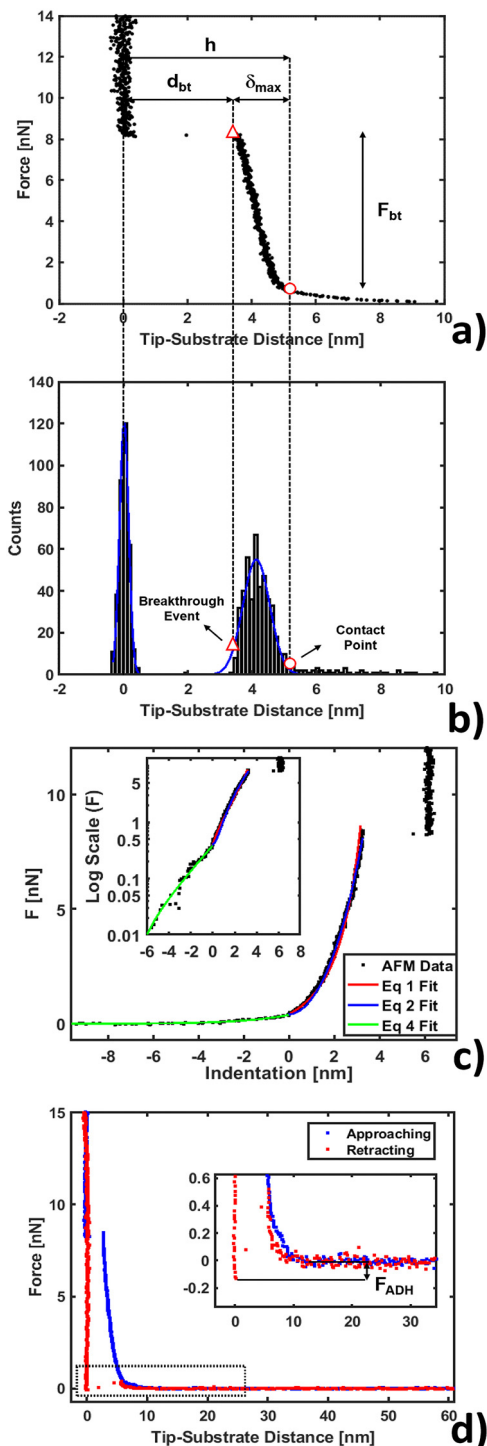 14
12
10
8
6
4
2
0
Force [nN]
h
d_bt
δ_max
F_bt
-2 0 2 4 6 8 10
Tip-Substrate Distance [nm]
a)
140
120
100
80
60
40
20
0
Counts
Breakthrough
Event
Contact
Point
-2 0 2 4 6 8 10
Tip-Substrate Distance [nm]
b)
10
5
0
F [nN]
5
1
0.5
0.1
0.05
0.01
Log Scale (F)
-6 -4 -2 0 2 4 6 8
AFM Data
Eq 1 Fit
Eq 2 Fit
Eq 4 Fit
-8 -6 -4 -2 0 2 4 6
Indentation [nm]
c)
15
10
5
0
Force [nN]
Approaching
Retracting
0.6
0.4
0.2
0
-0.2
F_ADH
0 10 20 30
0 10 20 30 40 50 60
Tip-Substrate Distance [nm]
d)